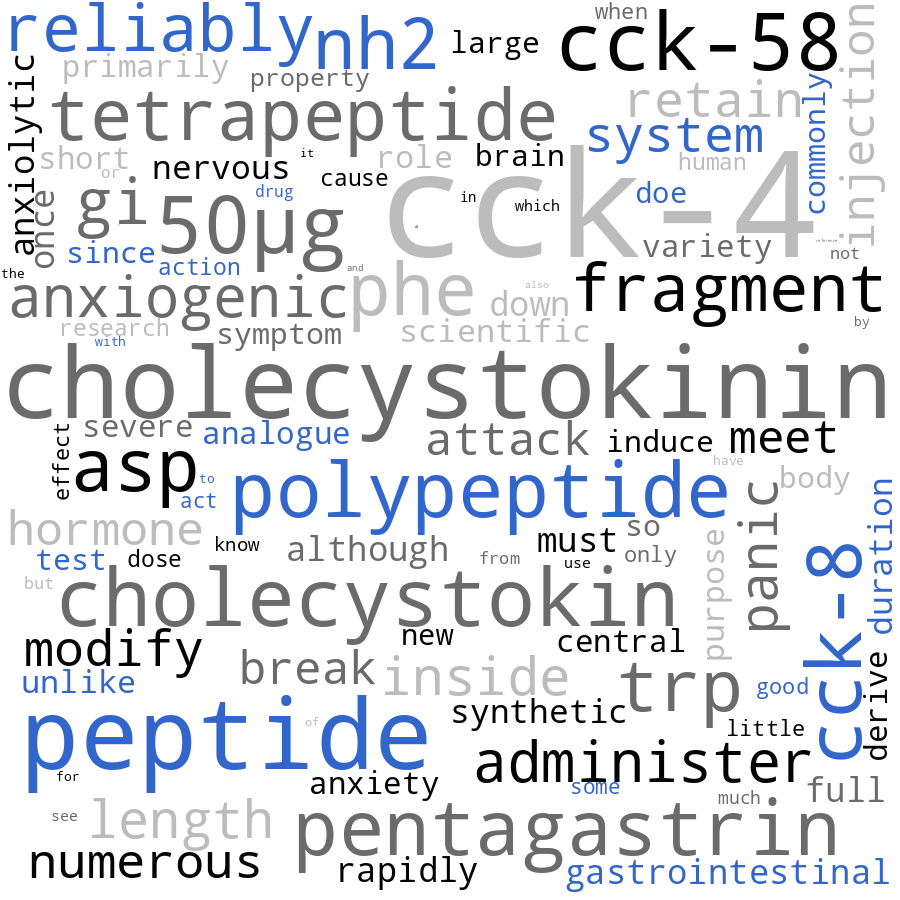 reliably
nh2
large
when
cck-58
injection
primarily
property
anxiolytic
tetrapeptide
retain
system
commonly
short
or
nervous
it
cause
role
brain
human
cck-4
once
gi
50µg
drug
in
which
doe
since
action
variety
not
the
and
anxiogenic
phe
also
down
fragment
by
research
with
symptom
scientific
cholecystokinin
effect
severe
analogue
attack
induce
meet
asp
to
act
polypeptide
have
body
panic
duration
hormone
test
dose
know
although
from
must
use
so
only
purpose
cck-8
but
cholecystokin
modify
new
central
derive
unlike
break
inside
trp
good
peptide
of
synthetic
little
for
anxiety
administer
some
much
full
see
length
pentagastrin
numerous
rapidly
gastrointestinal